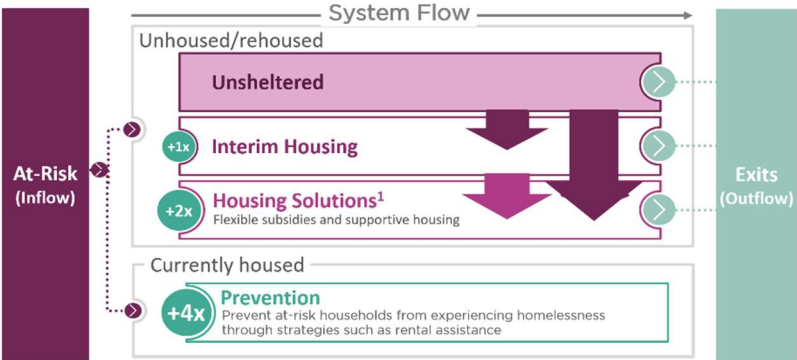 System Flow
Unhoused/rehoused
Unsheltered
At-Risk
(Inflow)
+1x
Interim Housing
+2x
Housing Solutions¹
Flexible subsidies and supportive housing
Exits
(Outflow)
Currently housed
+4x
Prevention
Prevent at-risk households from experiencing homelessness
through strategies such as rental assistance